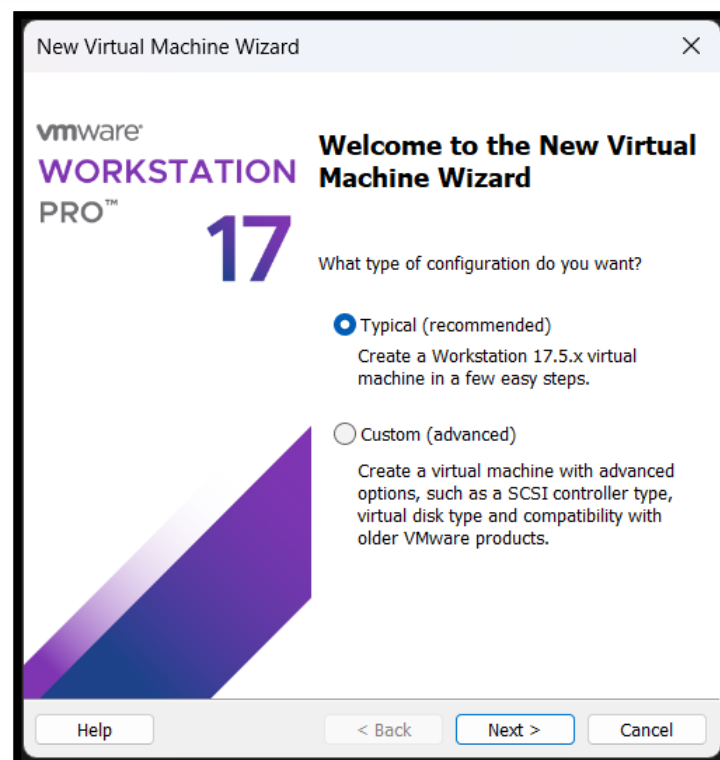 New Virtual Machine Wizard
vmware®
WORKSTATION
PRO™
17
Welcome to the New Virtual
Machine Wizard
What type of configuration do you want?
Typical (recommended)
Create a Workstation 17.5.x virtual
machine in a few easy steps.
Custom (advanced)
Create a virtual machine with advanced
options, such as a SCSI controller type,
virtual disk type and compatibility with
older VMware products.
Help
< Back
Next >
Cancel